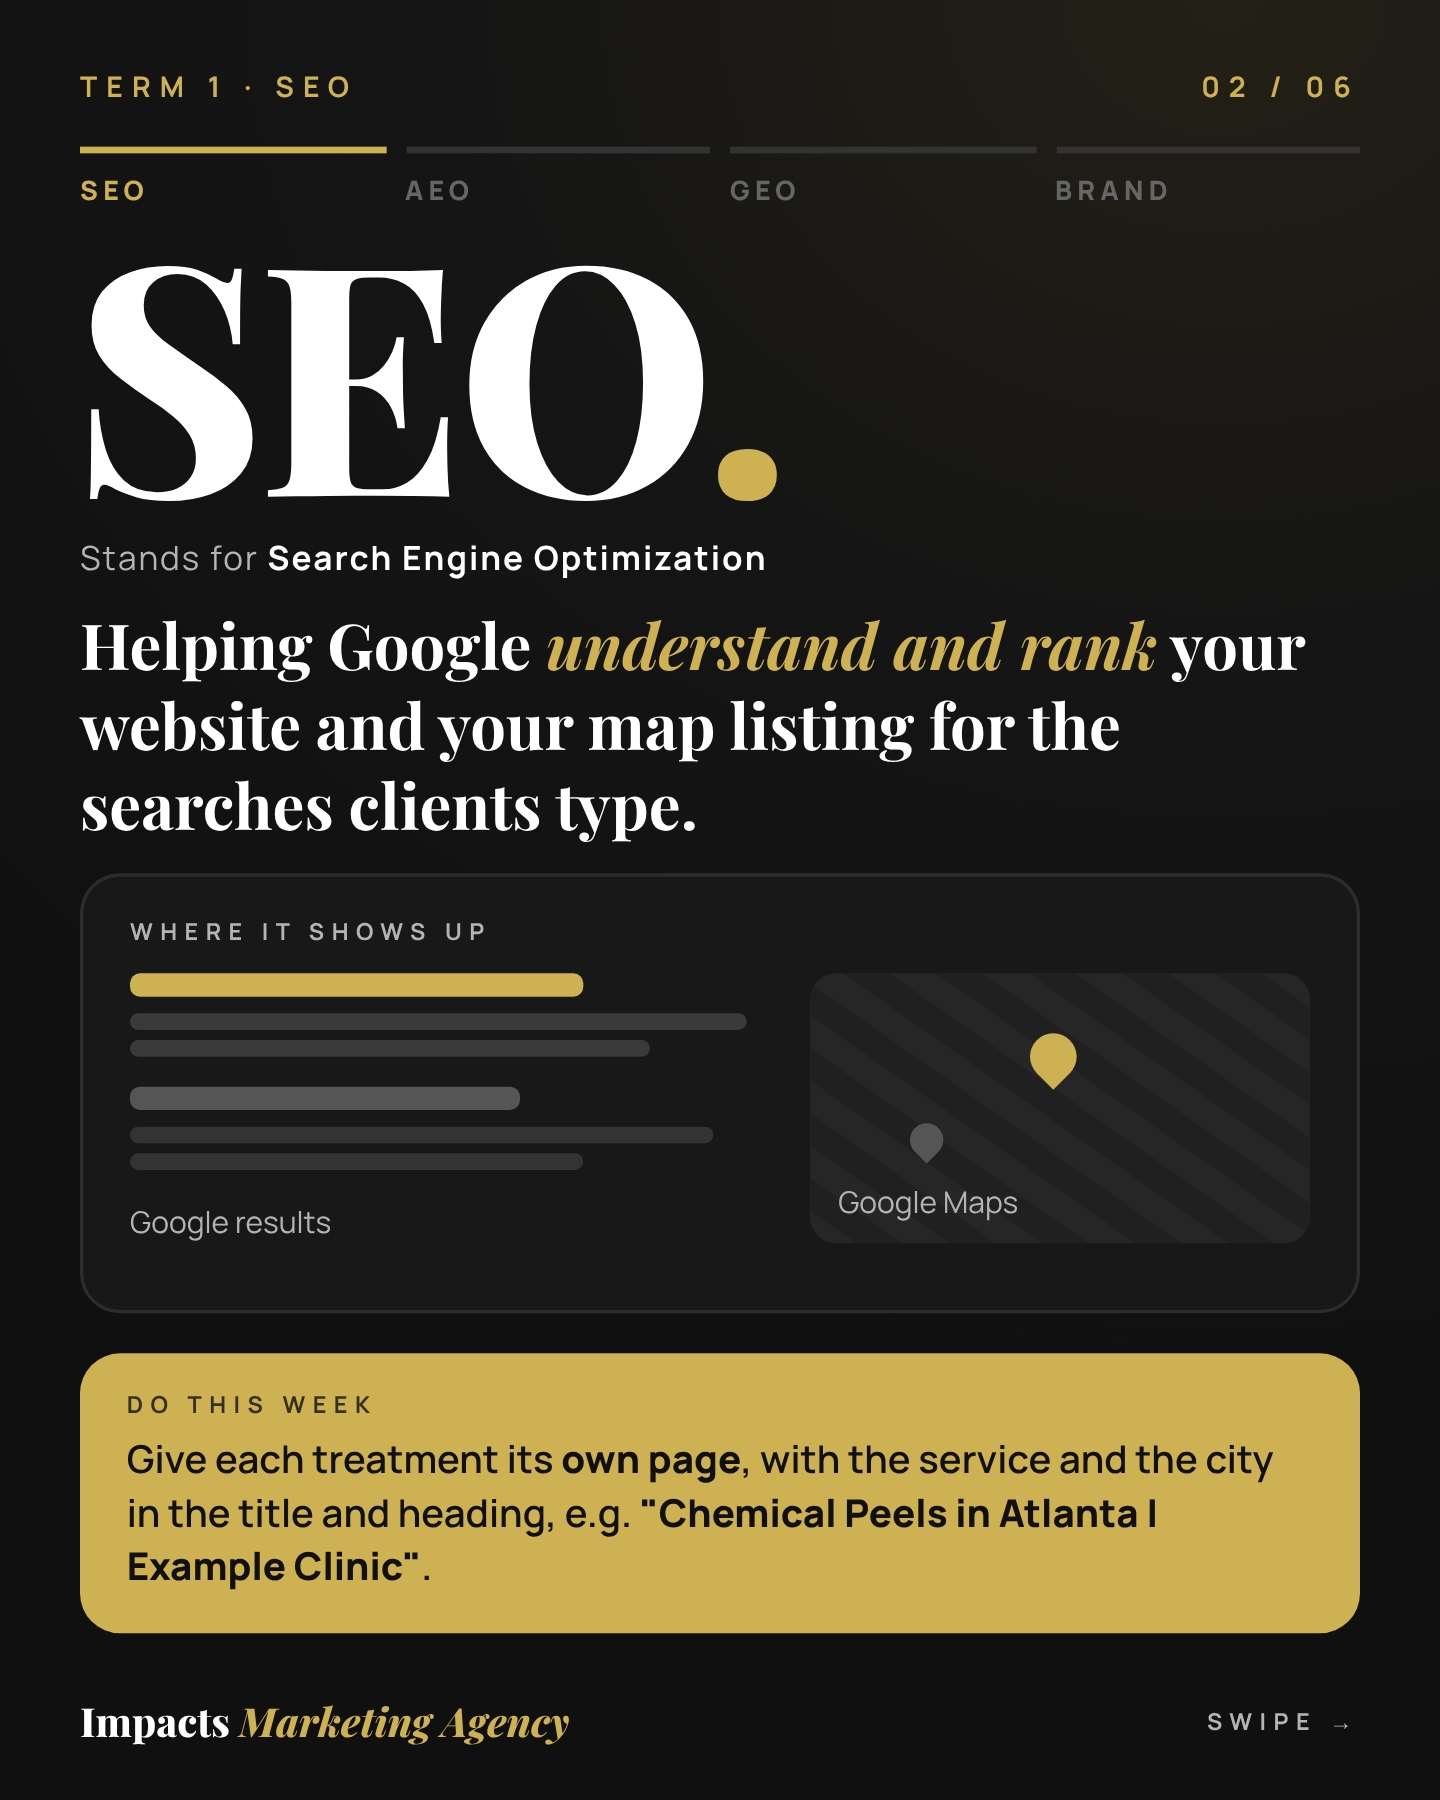 TERM 1 · SEO
02 / 06
SEO
AEO
GEO
BRAND
SEO.
Stands for Search Engine Optimization
Helping Google understand and rank your
website and your map listing for the
searches clients type.
WHERE IT SHOWS UP
Google results
Google Maps
DO THIS WEEK
Give each treatment its own page, with the service and the city
in the title and heading, e.g. "Chemical Peels in Atlanta |
Example Clinic".
Impacts Marketing Agency
SWIPE →